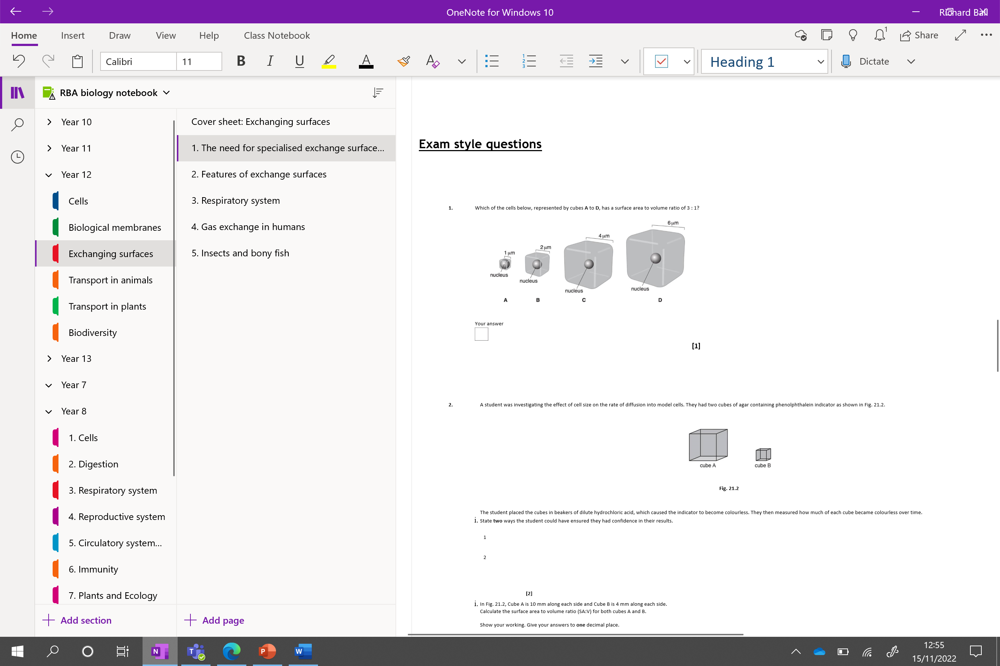 OneNote for Windows 10
Richard Ball
Home Insert Draw View Help Class Notebook
1
Share
Calibri 11 B I U A A
Heading 1
Dictate
RBA biology notebook
Year 10
Year 11
Year 12
Cells
Biological membranes
Exchanging surfaces
Transport in animals
Transport in plants
Biodiversity
Year 13
Year 7
Year 8
1. Cells
2. Digestion
3. Respiratory system
4. Reproductive system
5. Circulatory system...
6. Immunity
7. Plants and Ecology
Add section
Cover sheet: Exchanging surfaces
1. The need for specialised exchange surface...
2. Features of exchange surfaces
3. Respiratory system
4. Gas exchange in humans
5. Insects and bony fish
Add page
Exam style questions
1. Which of the cells below, represented by cubes A to D, has a surface area to volume ratio of 3 : 1?
1 µm 2 µm 4 µm 6 µm
nucleus nucleus nucleus nucleus
A B C D
Your answer
[1]
2. A student was investigating the effect of cell size on the rate of diffusion into model cells. They had two cubes of agar containing phenolphthalein indicator as shown in Fig. 21.2.
cube A cube B
Fig. 21.2
The student placed the cubes in beakers of dilute hydrochloric acid, which caused the indicator to become colourless. They then measured how much of each cube became colourless over time.
i. State two ways the student could have ensured they had confidence in their results.
1
2
[2]
i. In Fig. 21.2, Cube A is 10 mm along each side and Cube B is 4 mm along each side.
Calculate the surface area to volume ratio (SA:V) for both cubes A and B.
Show your working. Give your answers to one decimal place.
N T P W
12:55
15/11/2022